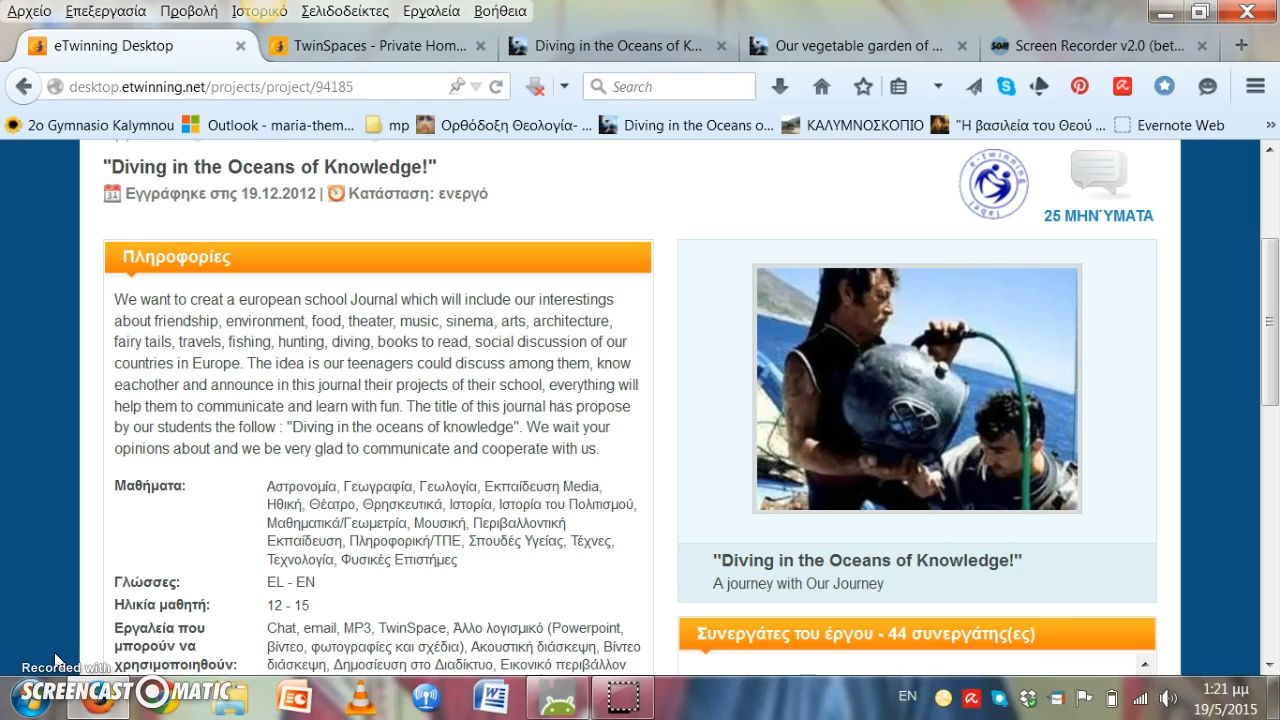 Αρχείο Επεξεργασία Προβολή Ιστορικό Σελιδοδείκτες Εργαλεία Βοήθεια
eTwinning Desktop
TwinSpaces - Private Hom...
Diving in the Oceans of K...
Our vegetable garden of ...
Screen Recorder v2.0 (bet...
desktop.etwinning.net/projects/project/94185
Search
2o Gymnasio Kalymnou
Outlook - maria-them...
mp
Ορθόδοξη Θεολογία- ...
Diving in the Oceans o...
ΚΑΛΥΜΝΟΣΚΟΠΙΟ
"Η βασιλεία του Θεού ...
Evernote Web
"Diving in the Oceans of Knowledge!"
Εγγράφηκε στις 19.12.2012 | Κατάσταση: ενεργό
e-twinning label
25 ΜΗΝΎΜΑΤΑ
Πληροφορίες
We want to creat a european school Journal which will include our interestings
about friendship, environment, food, theater, music, sinema, arts, architecture,
fairy tails, travels, fishing, hunting, diving, books to read, social discussion of our
countries in Europe. The idea is our teenagers could discuss among them, know
eachother and announce in this journal their projects of their school, everything will
help them to communicate and learn with fun. The title of this journal has propose
by our students the follow : "Diving in the oceans of knowledge". We wait your
opinions about and we be very glad to communicate and cooperate with us.
Μαθήματα: Αστρονομία, Γεωγραφία, Γεωλογία, Εκπαίδευση Media,
Ηθική, Θέατρο, Θρησκευτικά, Ιστορία, Ιστορία του Πολιτισμού,
Μαθηματικά/Γεωμετρία, Μουσική, Περιβαλλοντική
Εκπαίδευση, Πληροφορική/ΤΠΕ, Σπουδές Υγείας, Τέχνες,
Τεχνολογία, Φυσικές Επιστήμες
Γλώσσες: EL - EN
Ηλικία μαθητή: 12 - 15
Εργαλεία που Chat, email, MP3, TwinSpace, Άλλο λογισμικό (Powerpoint,
μπορούν να βίντεο, φωτογραφίες και σχέδια), Ακουστική διάσκεψη, Βίντεο
χρησιμοποιηθούν: διάσκεψη, Δημοσίευση στο Διαδίκτυο, Εικονικό περιβάλλον
"Diving in the Oceans of Knowledge!"
A journey with Our Journey
Συνεργάτες του έργου - 44 συνεργάτης(ες)
Recorded with
SCREENCAST-O-MATIC
EN
1:21 μμ
19/5/2015